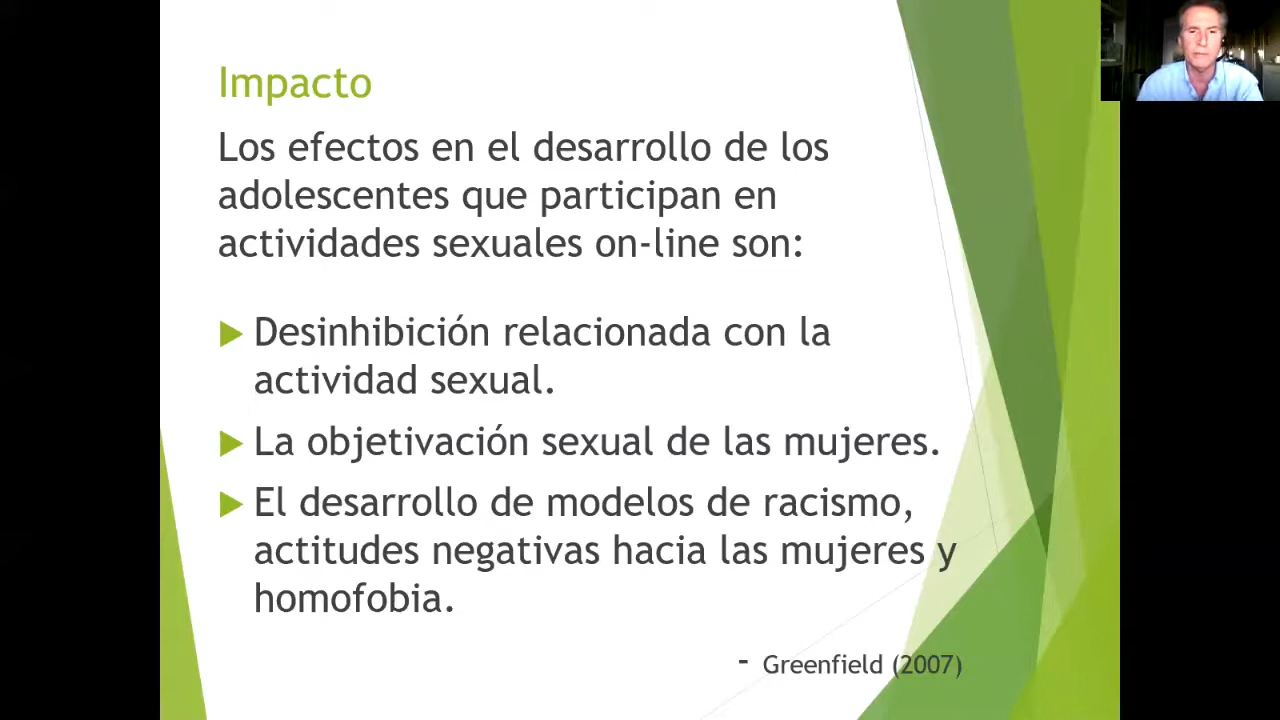 Impacto
Los efectos en el desarrollo de los
adolescentes que participan en
actividades sexuales on-line son:
Desinhibición relacionada con la
actividad sexual.
La objetivación sexual de las mujeres.
El desarrollo de modelos de racismo,
actitudes negativas hacia las mujeres y
homofobia.
- Greenfield (2007)